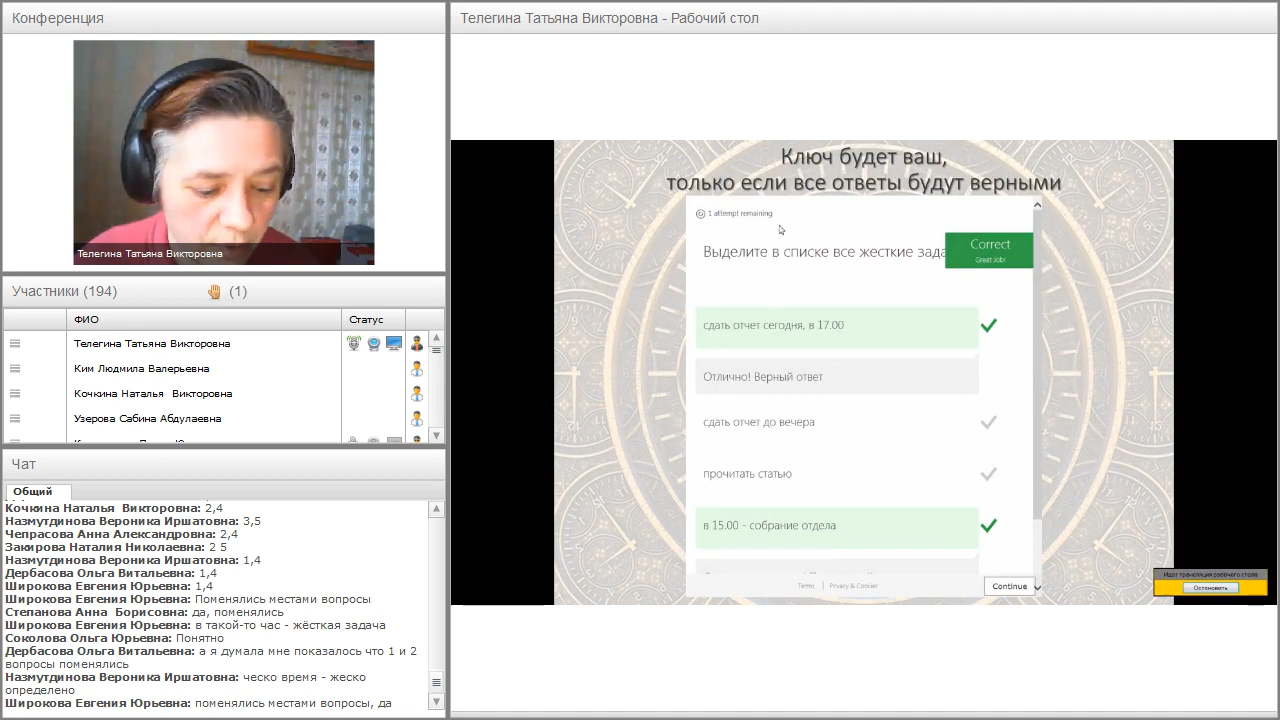 Конференция
Телегина Татьяна Викторовна
Участники (194) (1)
ФИО Статус
Телегина Татьяна Викторовна
Ким Людмила Валерьевна
Кочкина Наталья Викторовна
Узерова Сабина Абдулаевна
Чат
Общий
Кочкина Наталья Викторовна: 2,4
Назмутдинова Вероника Иршатовна: 3,5
Чепрасова Анна Александровна: 2,4
Закирова Наталия Николаевна: 2 5
Назмутдинова Вероника Иршатовна: 1,4
Дербасова Ольга Витальевна: 1,4
Широкова Евгения Юрьевна: 1,4
Широкова Евгения Юрьевна: Поменялись местами вопросы
Степанова Анна Борисовна: да, поменялись
Широкова Евгения Юрьевна: в такой-то час - жёсткая задача
Соколова Ольга Юрьевна: Понятно
Дербасова Ольга Витальевна: а я думала мне показалось что 1 и 2
вопросы поменялись
Назмутдинова Вероника Иршатовна: ческо время - жеско
определено
Широкова Евгения Юрьевна: поменялись местами вопросы, да
Телегина Татьяна Викторовна - Рабочий стол
Ключ будет ваш,
только если все ответы будут верными
1 attempt remaining
Выделите в списке все жесткие зада
Correct
Great Job!
сдать отчет сегодня, в 17.00
Отлично! Верный ответ
сдать отчет до вечера
прочитать статью
в 15.00 - собрание отдела
Terms Privacy & Cookies
Continue
Идет трансляция рабочего стола
Остановить